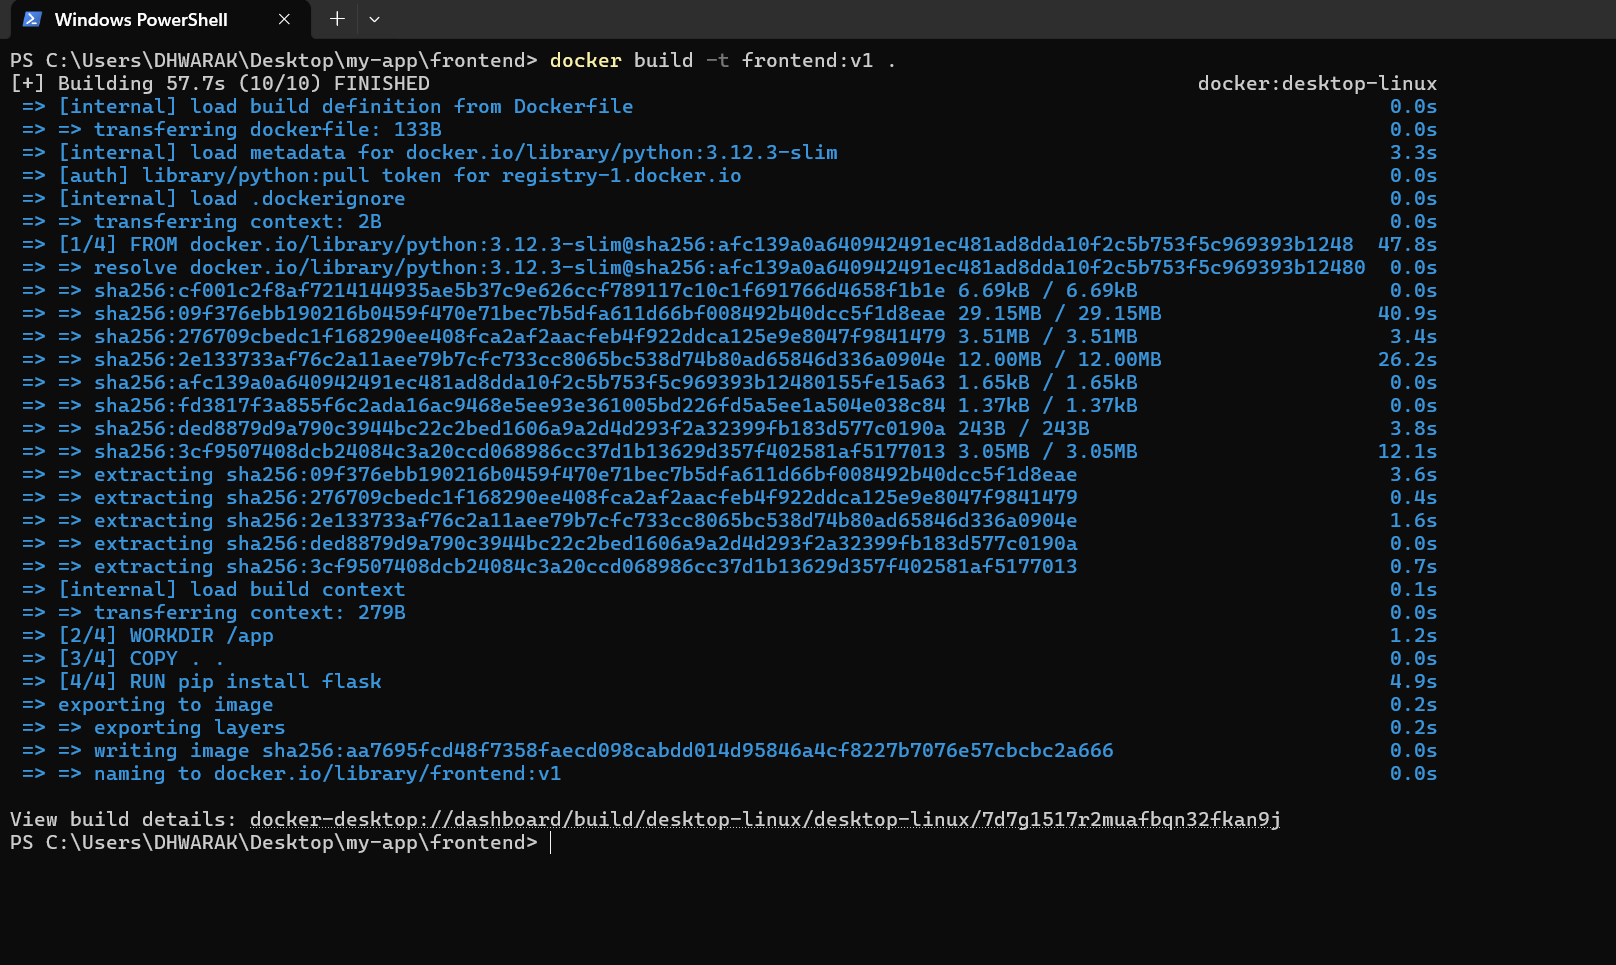 Windows PowerShell
PS C:\Users\DHWARAK\Desktop\my-app\frontend> docker build -t frontend:v1 .
[+] Building 57.7s (10/10) FINISHED docker:desktop-linux
=> [internal] load build definition from Dockerfile 0.0s
=> => transferring dockerfile: 133B 0.0s
=> [internal] load metadata for docker.io/library/python:3.12.3-slim 3.3s
=> [auth] library/python:pull token for registry-1.docker.io 0.0s
=> [internal] load .dockerignore 0.0s
=> => transferring context: 2B 0.0s
=> [1/4] FROM docker.io/library/python:3.12.3-slim@sha256:afc139a0a640942491ec481ad8dda10f2c5b753f5c969393b1248 47.8s
=> => resolve docker.io/library/python:3.12.3-slim@sha256:afc139a0a640942491ec481ad8dda10f2c5b753f5c969393b12480 0.0s
=> => sha256:cf001c2f8af7214144935ae5b37c9e626ccf789117c10c1f691766d4658f1b1e 6.69kB / 6.69kB 0.0s
=> => sha256:09f376ebb190216b0459f470e71bec7b5dfa611d66bf008492b40dcc5f1d8eae 29.15MB / 29.15MB 40.9s
=> => sha256:276709cbedc1f168290ee408fca2af2aacfeb4f922ddca125e9e8047f9841479 3.51MB / 3.51MB 3.4s
=> => sha256:2e133733af76c2a11aee79b7cfc733cc8065bc538d74b80ad65846d336a0904e 12.00MB / 12.00MB 26.2s
=> => sha256:afc139a0a640942491ec481ad8dda10f2c5b753f5c969393b12480155fe15a63 1.65kB / 1.65kB 0.0s
=> => sha256:fd3817f3a855f6c2ada16ac9468e5ee93e361005bd226fd5a5ee1a504e038c84 1.37kB / 1.37kB 0.0s
=> => sha256:ded8879d9a790c3944bc22c2bed1606a9a2d4d293f2a32399fb183d577c0190a 243B / 243B 3.8s
=> => sha256:3cf9507408dcb24084c3a20ccd068986cc37d1b13629d357f402581af5177013 3.05MB / 3.05MB 12.1s
=> => extracting sha256:09f376ebb190216b0459f470e71bec7b5dfa611d66bf008492b40dcc5f1d8eae 3.6s
=> => extracting sha256:276709cbedc1f168290ee408fca2af2aacfeb4f922ddca125e9e8047f9841479 0.4s
=> => extracting sha256:2e133733af76c2a11aee79b7cfc733cc8065bc538d74b80ad65846d336a0904e 1.6s
=> => extracting sha256:ded8879d9a790c3944bc22c2bed1606a9a2d4d293f2a32399fb183d577c0190a 0.0s
=> => extracting sha256:3cf9507408dcb24084c3a20ccd068986cc37d1b13629d357f402581af5177013 0.7s
=> [internal] load build context 0.1s
=> => transferring context: 279B 0.0s
=> [2/4] WORKDIR /app 1.2s
=> [3/4] COPY . . 0.0s
=> [4/4] RUN pip install flask 4.9s
=> exporting to image 0.2s
=> => exporting layers 0.2s
=> => writing image sha256:aa7695fcd48f7358faecd098cabdd014d95846a4cf8227b7076e57cbcbc2a666 0.0s
=> => naming to docker.io/library/frontend:v1 0.0s
View build details: docker-desktop://dashboard/build/desktop-linux/desktop-linux/7d7g1517r2muafbqn32fkan9j
PS C:\Users\DHWARAK\Desktop\my-app\frontend>